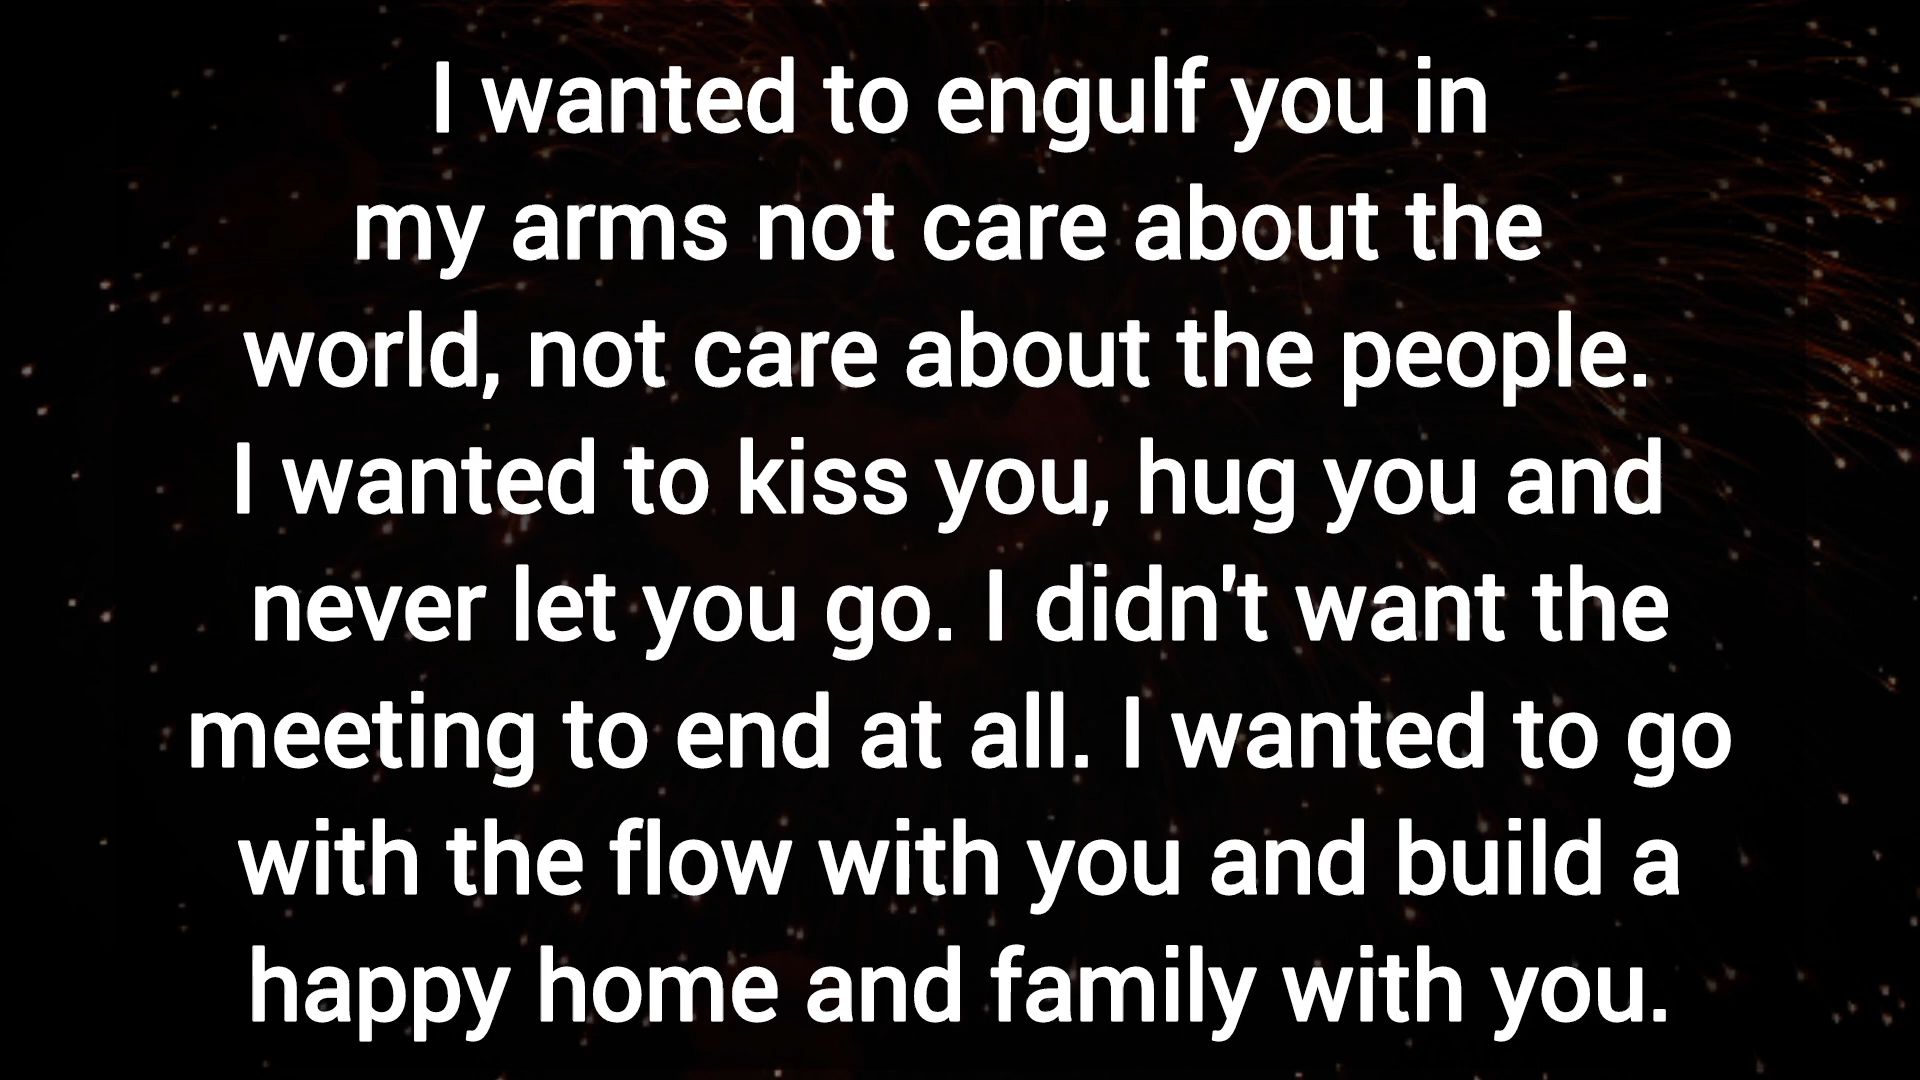 I wanted to engulf you in
my arms not care about the
world, not care about the people.
I wanted to kiss you, hug you and
never let you go. I didn't want the
meeting to end at all. I wanted to go
with the flow with you and build a
happy home and family with you.